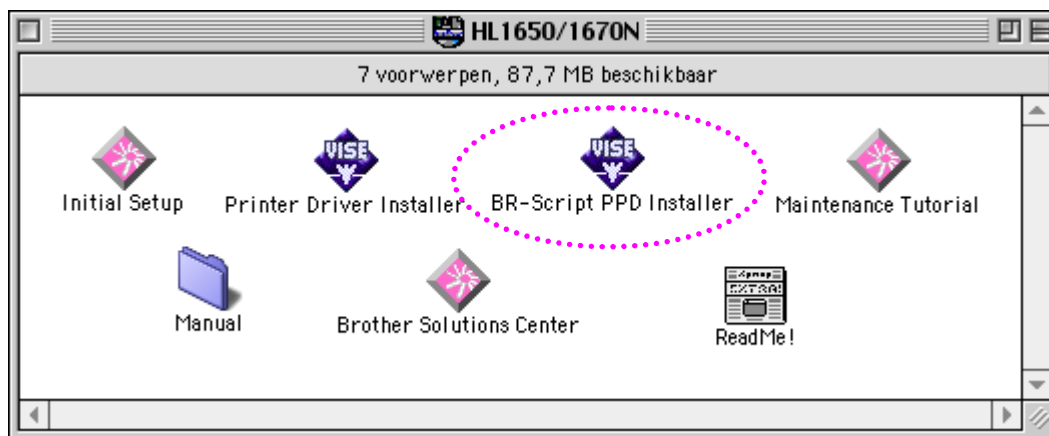 HL1650/1670N
7 voorwerpen, 87,7 MB beschikbaar
VISE
VISE
Initial Setup
Printer Driver Installer
BR-Script PPD Installer
Maintenance Tutorial
EXTRA!
Manual
Brother Solutions Center
ReadMe!